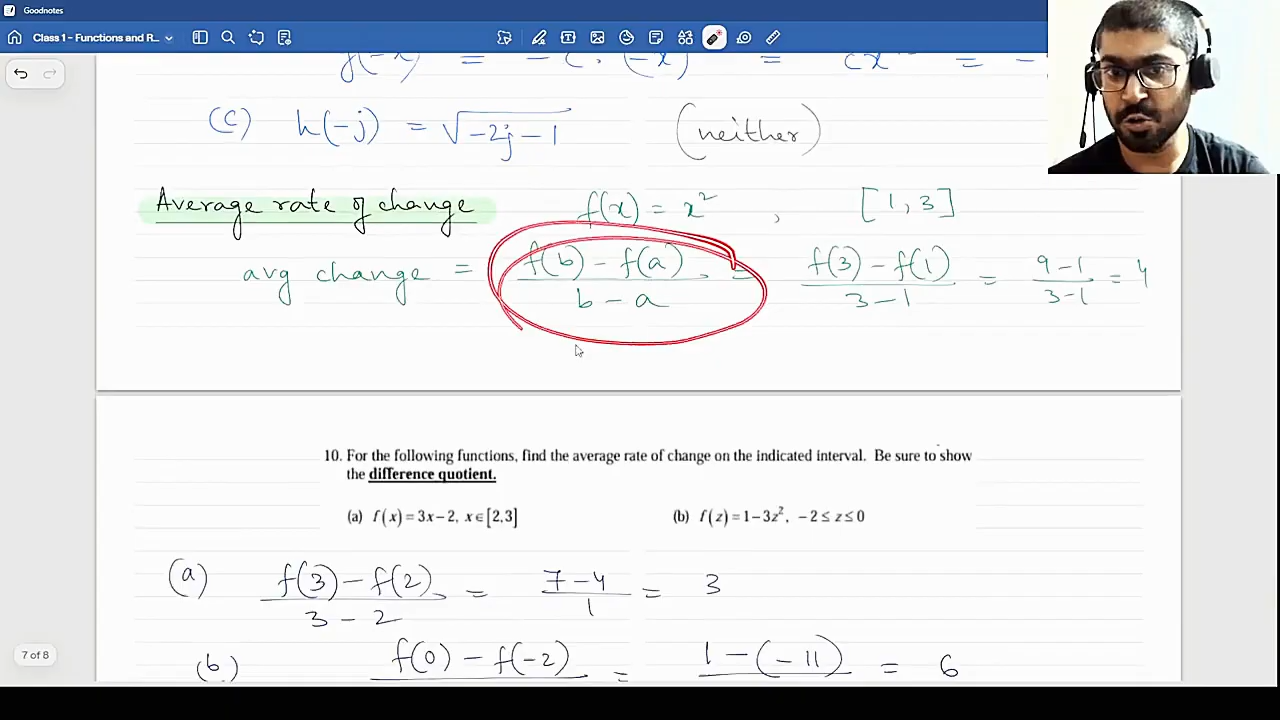 Goodnotes
Class 1 - Functions and R...
= = =
(c) h(-j) = √-2j-1 (neither)
Average rate of change f(x) = x² , [1,3]
avg change = f(b) - f(a) / b - a = f(3) - f(1) / 3-1 = 9-1 / 3-1 = 4
10. For the following functions, find the average rate of change on the indicated interval. Be sure to show
the difference quotient.
(a) f(x)=3x-2, x∈[2,3] (b) f(z)=1-3z², -2≤z≤0
(a) f(3) - f(2) / 3 - 2 = 7-4 / 1 = 3
(b) f(0) - f(-2) = 1 - (-11) = 6
7 of 8